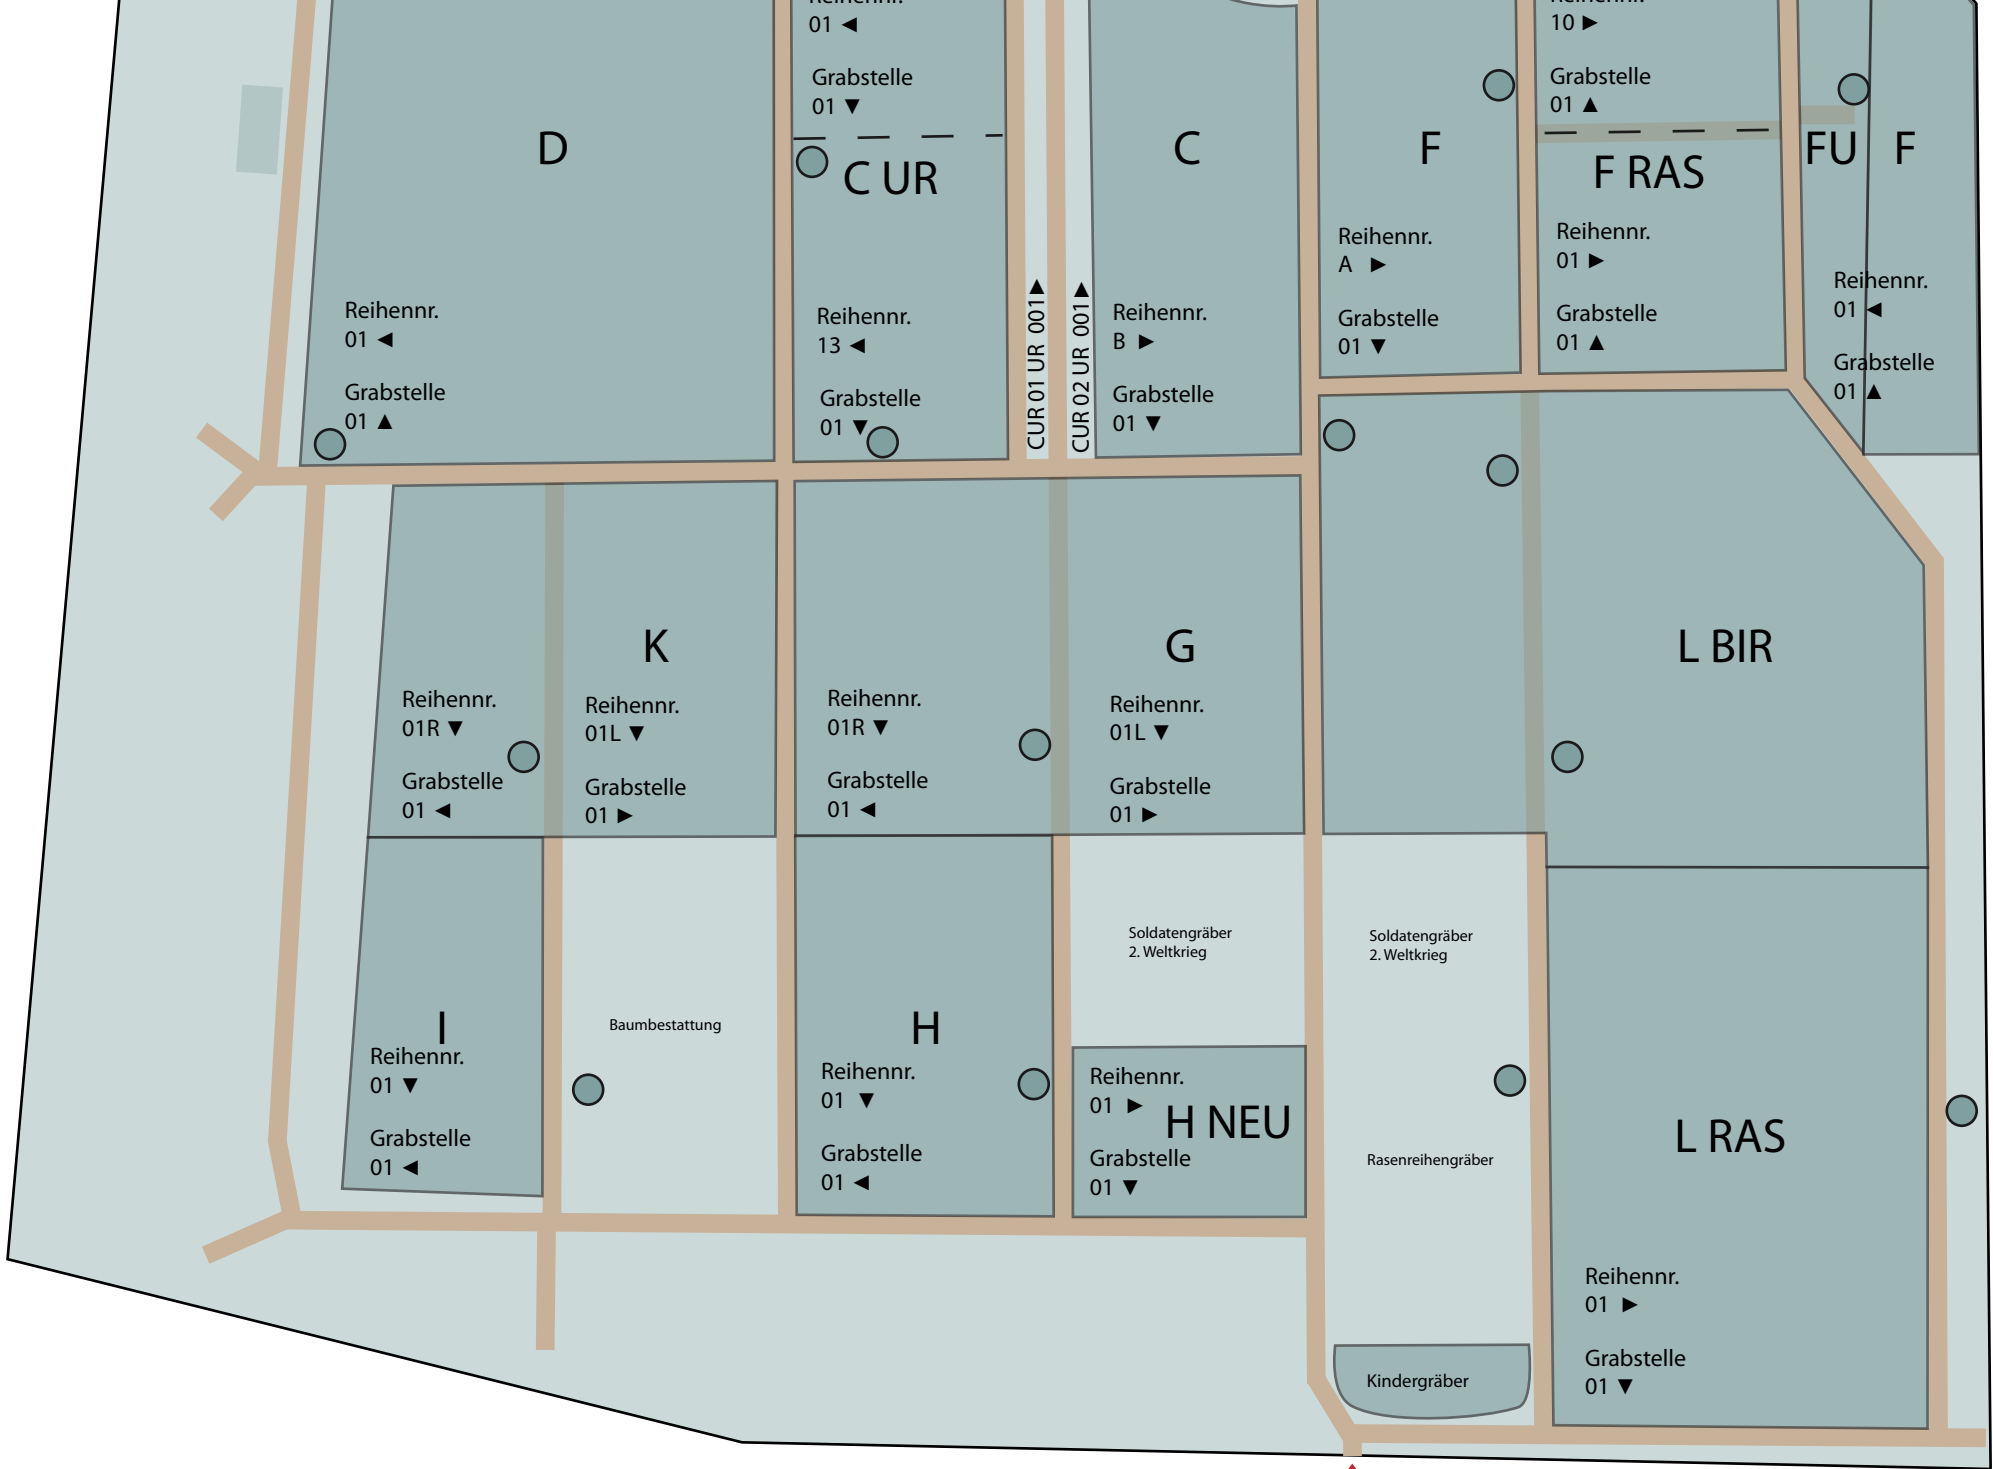 Reihennr.
01 ◄
Grabstelle
01 ▼
Reihennr.
10 ►
Grabstelle
01 ▲
D
C UR
C
F
F RAS
FU
F
Reihennr.
01 ◄
Grabstelle
01 ▲
Reihennr.
13 ◄
Grabstelle
01 ▼
CUR 01 UR 001 ▲
CUR 02 UR 001 ▲
Reihennr.
B ►
Grabstelle
01 ▼
Reihennr.
A ►
Grabstelle
01 ▼
Reihennr.
01 ►
Grabstelle
01 ▲
Reihennr.
01 ◄
Grabstelle
01 ▲
K
G
L BIR
Reihennr.
01R ▼
Grabstelle
01 ◄
Reihennr.
01L ▼
Grabstelle
01 ►
Reihennr.
01R ▼
Grabstelle
01 ◄
Reihennr.
01L ▼
Grabstelle
01 ►
I
Reihennr.
01 ▼
Grabstelle
01 ◄
Baumbestattung
H
Reihennr.
01 ▼
Grabstelle
01 ◄
Soldatengräber
2. Weltkrieg
H NEU
Reihennr.
01 ►
Grabstelle
01 ▼
Soldatengräber
2. Weltkrieg
Rasenreihengräber
Kindergräber
L RAS
Reihennr.
01 ►
Grabstelle
01 ▼